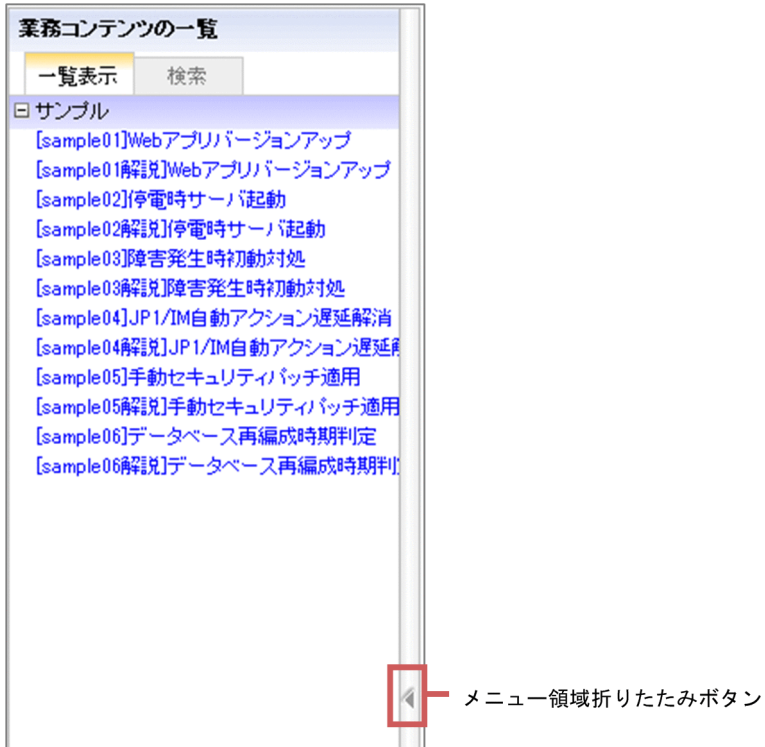 業務コンテンツの一覧
一覧表示 検索
サンプル
[sample01]Webアプリバージョンアップ
[sample01解説]Webアプリバージョンアップ
[sample02]停電時サーバ起動
[sample02解説]停電時サーバ起動
[sample03]障害発生時初動対処
[sample03解説]障害発生時初動対処
[sample04]JP1/IM自動アクション遅延解消
[sample04解説]JP1/IM自動アクション遅延
[sample05]手動セキュリティパッチ適用
[sample05解説]手動セキュリティパッチ適用
[sample06]データベース再編成時期判定
[sample06解説]データベース再編成時期判
メニュー領域折りたたみボタン